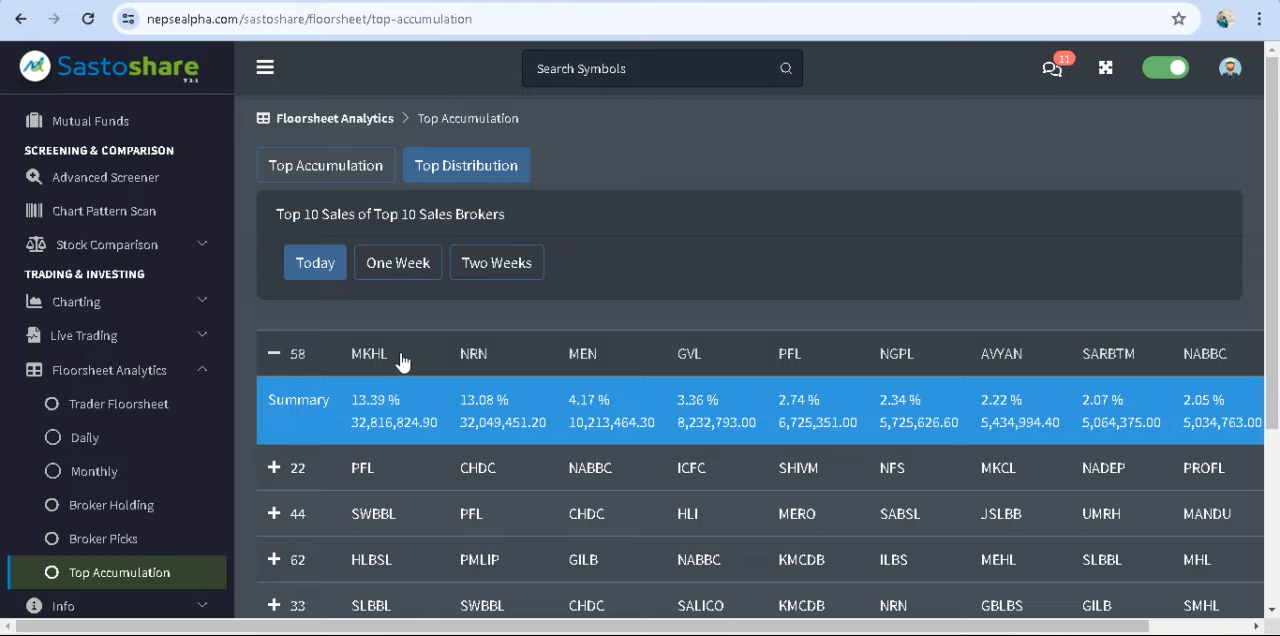 nepsealpha.com/sastoshare/floorsheet/top-accumulation
Sastoshare
V 2.1
Search Symbols
11
Mutual Funds
SCREENING & COMPARISON
Advanced Screener
Chart Pattern Scan
Stock Comparison
TRADING & INVESTING
Charting
Live Trading
Floorsheet Analytics
Trader Floorsheet
Daily
Monthly
Broker Holding
Broker Picks
Top Accumulation
Info
Floorsheet Analytics > Top Accumulation
Top Accumulation Top Distribution
Top 10 Sales of Top 10 Sales Brokers
Today One Week Two Weeks
58 MKHL NRN MEN GVL PFL NGPL AVYAN SARBTM NABBC
Summary 13.39 % 13.08 % 4.17 % 3.36 % 2.74 % 2.34 % 2.22 % 2.07 % 2.05 %
32,816,824.90 32,049,451.20 10,213,464.30 8,232,793.00 6,725,351.00 5,725,626.60 5,434,994.40 5,064,375.00 5,034,763.00
22 PFL CHDC NABBC ICFC SHIVM NFS MKCL NADEP PROFL
44 SWBBL PFL CHDC HLI MERO SABSL JSLBB UMRH MANDU
62 HLBSL PMLIP GILB NABBC KMCDB ILBS MEHL SLBBL MHL
33 SLBBL SWBBL CHDC SALICO KMCDB NRN GBLBS GILB SMHL